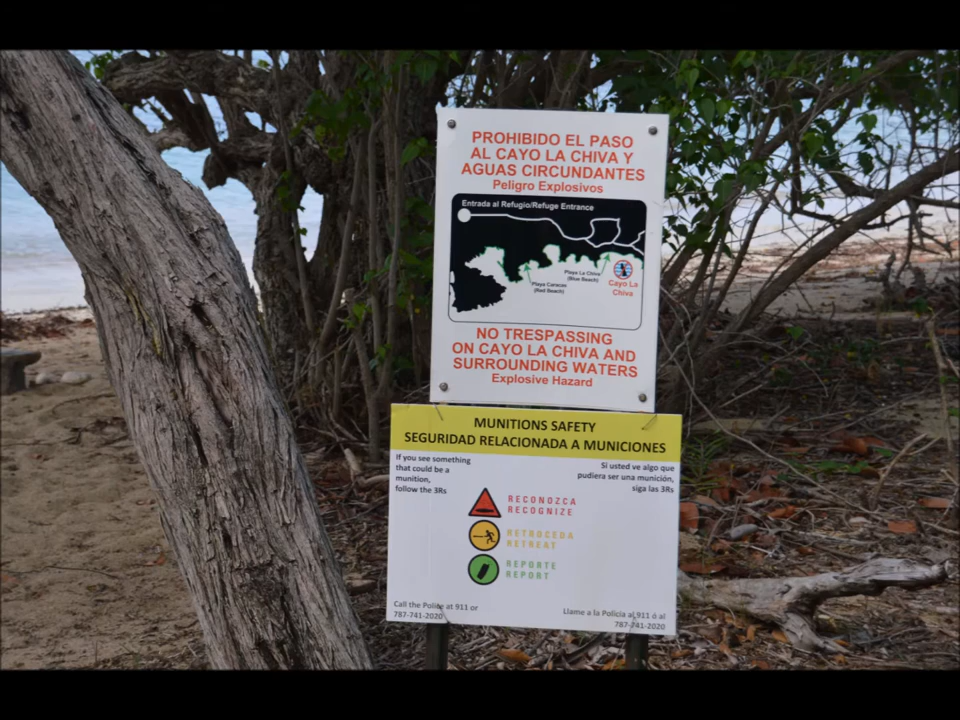 PROHIBIDO EL PASO
AL CAYO LA CHIVA Y
AGUAS CIRCUNDANTES
Peligro Explosivos
Entrada al Refugio/Refuge Entrance
Playa La Chiva
(Blue Beach)
Playa Caracas
(Red Beach)
Cayo La
Chiva
NO TRESPASSING
ON CAYO LA CHIVA AND
SURROUNDING WATERS
Explosive Hazard
MUNITIONS SAFETY
SEGURIDAD RELACIONADA A MUNICIONES
If you see something
that could be a
munition,
follow the 3Rs
Si usted ve algo que
pudiera ser una munición,
siga las 3Rs
RECONOZCA
RECOGNIZE
RETROCEDA
RETREAT
REPORTE
REPORT
Call the Police at 911 or
787-741-2020
Llame a la Policía al 911 ó al
787-741-2020